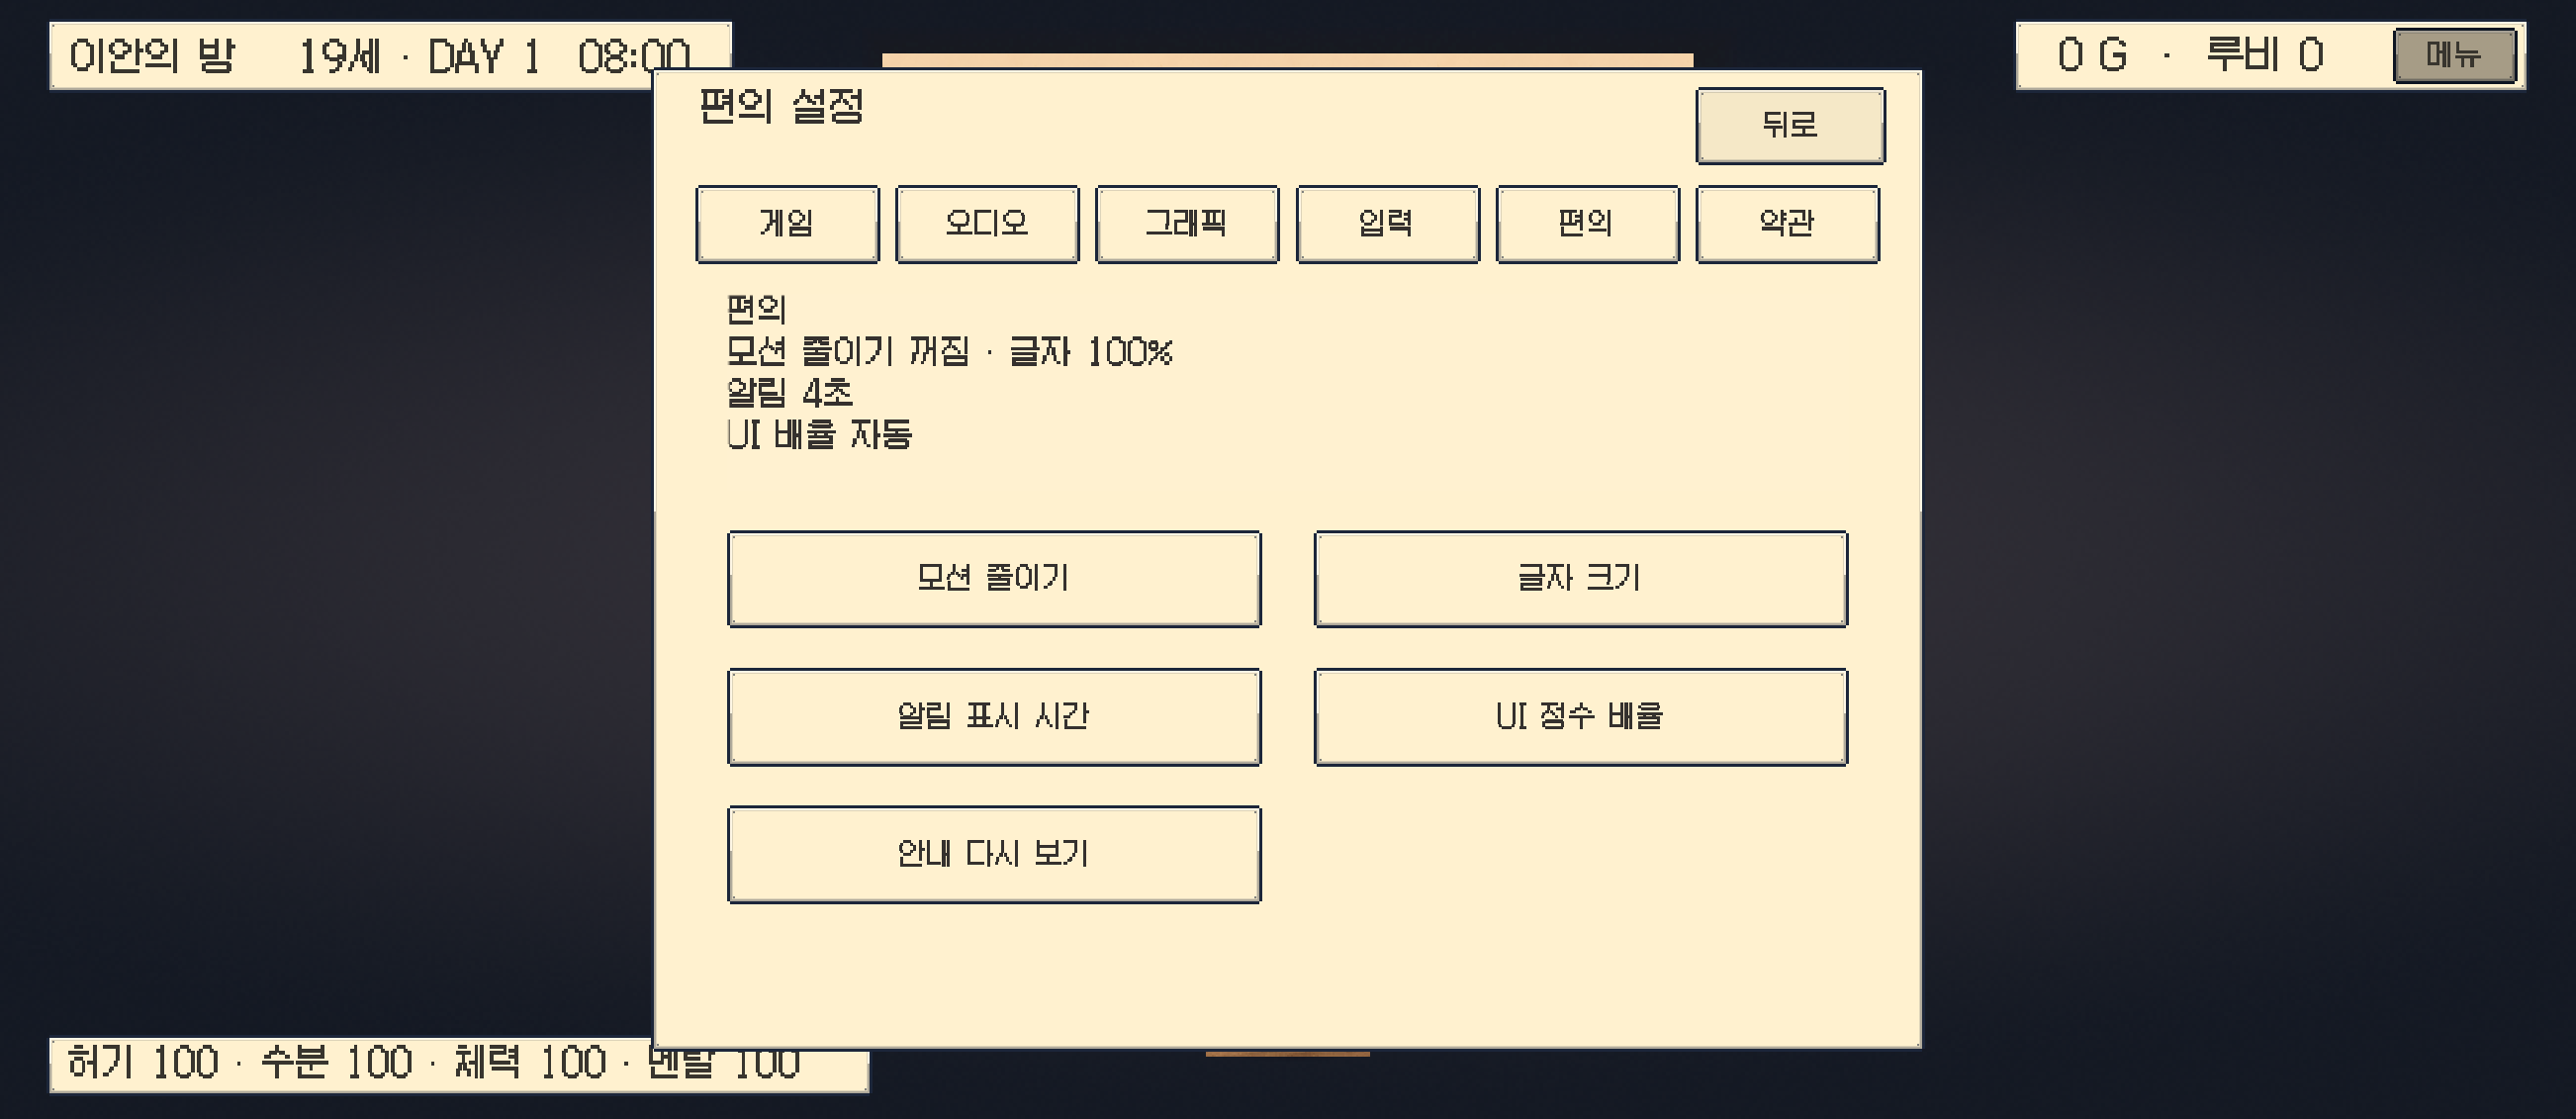 이안의 방 19세 · DAY 1 08:00
0 G · 루비 0 메뉴
편의 설정
뒤로
게임 오디오 그래픽 입력 편의 약관
편의
모션 줄이기 꺼짐 · 글자 100%
알림 4초
UI 배율 자동
모션 줄이기 글자 크기
알림 표시 시간 UI 정수 배율
안내 다시 보기
허기 100 · 수분 100 · 체력 100 · 멘탈 100